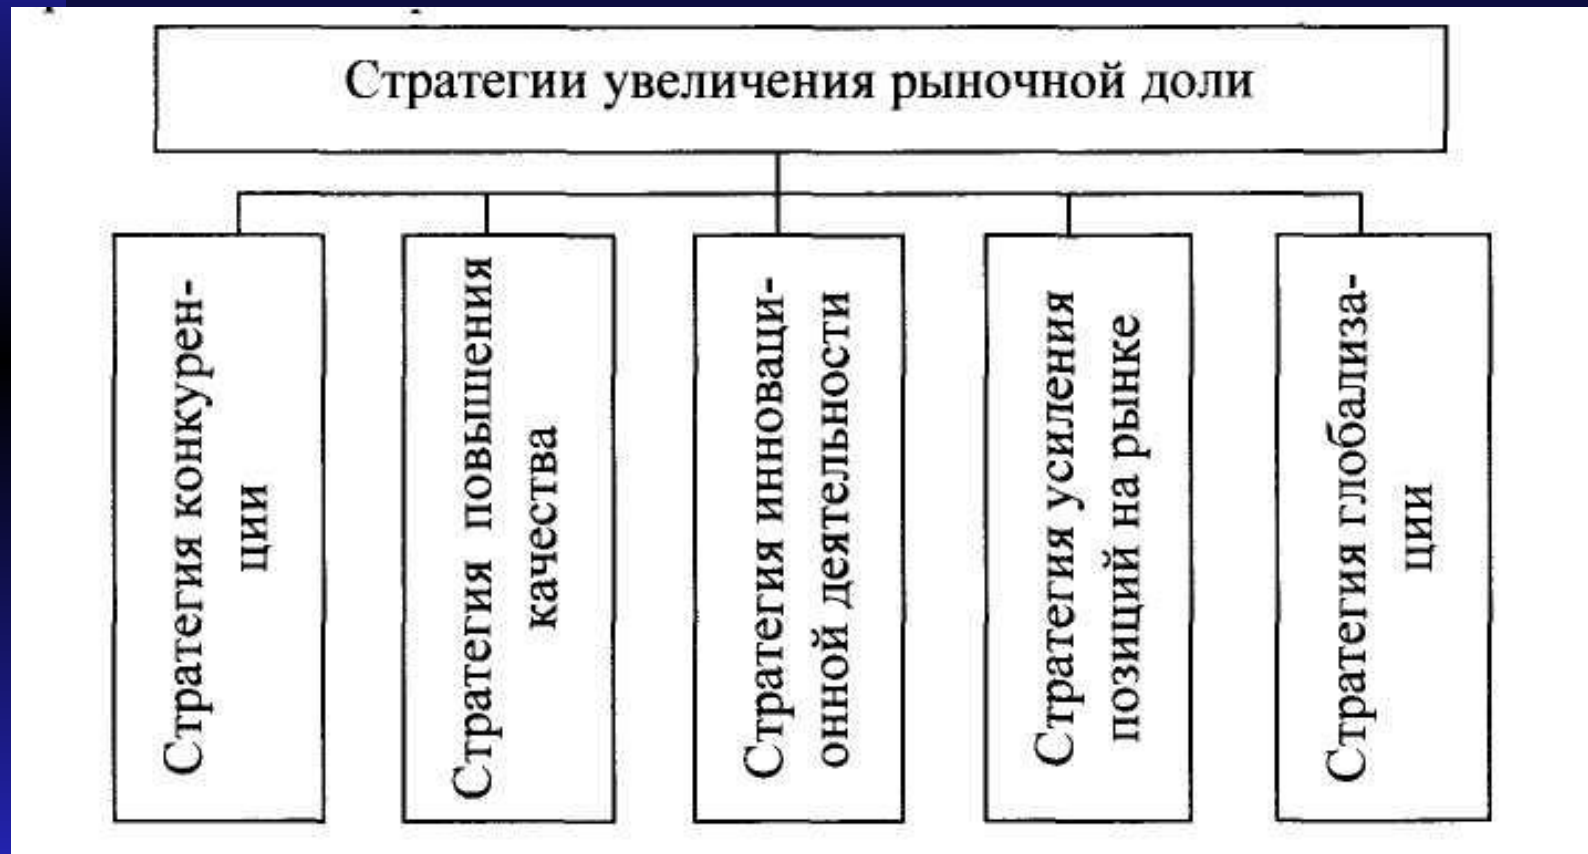 Стратегии увеличения рыночной доли
Стратегия конкурен-
ции
Стратегия повышения
качества
Стратегия инноваци-
онной деятельности
Стратегия усиления
позиций на рынке
Стратегия глобализа-
ции